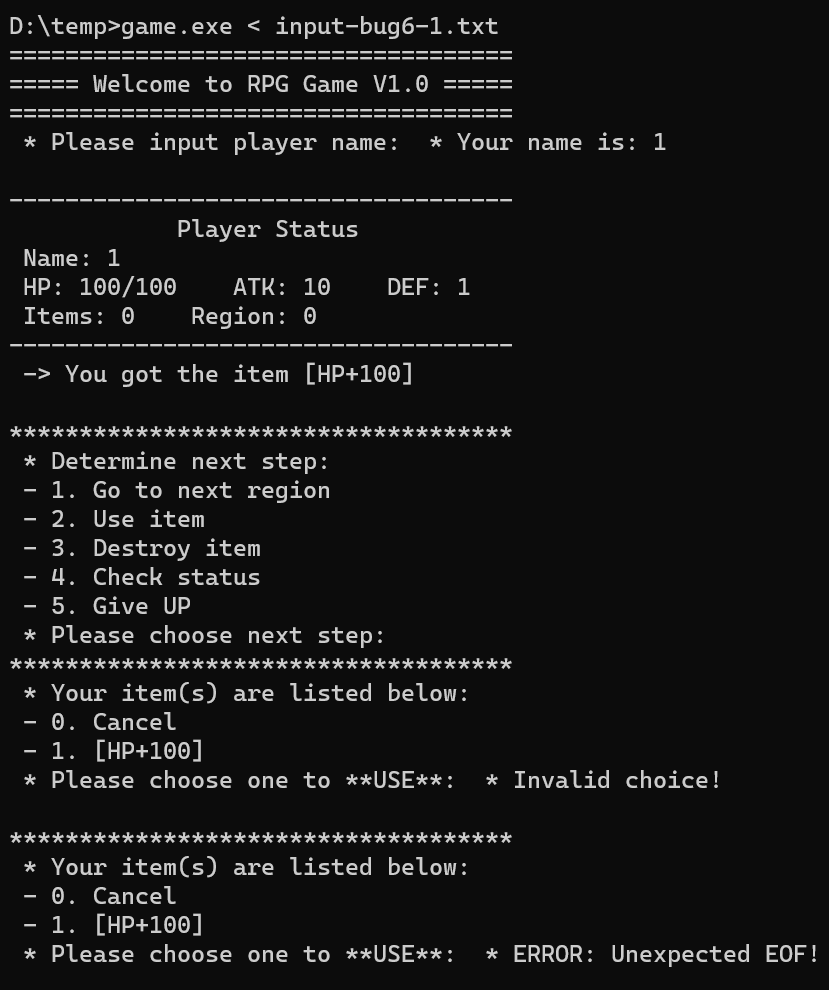 D:\temp>game.exe < input-bug6-1.txt
====================================
===== Welcome to RPG Game V1.0 =====
====================================
 * Please input player name:  * Your name is: 1

------------------------------------
            Player Status
 Name: 1
 HP: 100/100    ATK: 10    DEF: 1
 Items: 0    Region: 0
------------------------------------
 -> You got the item [HP+100]

************************************
 * Determine next step:
 - 1. Go to next region
 - 2. Use item
 - 3. Destroy item
 - 4. Check status
 - 5. Give UP
 * Please choose next step:
************************************
 * Your item(s) are listed below:
 - 0. Cancel
 - 1. [HP+100]
 * Please choose one to **USE**:  * Invalid choice!

************************************
 * Your item(s) are listed below:
 - 0. Cancel
 - 1. [HP+100]
 * Please choose one to **USE**:  * ERROR: Unexpected EOF!